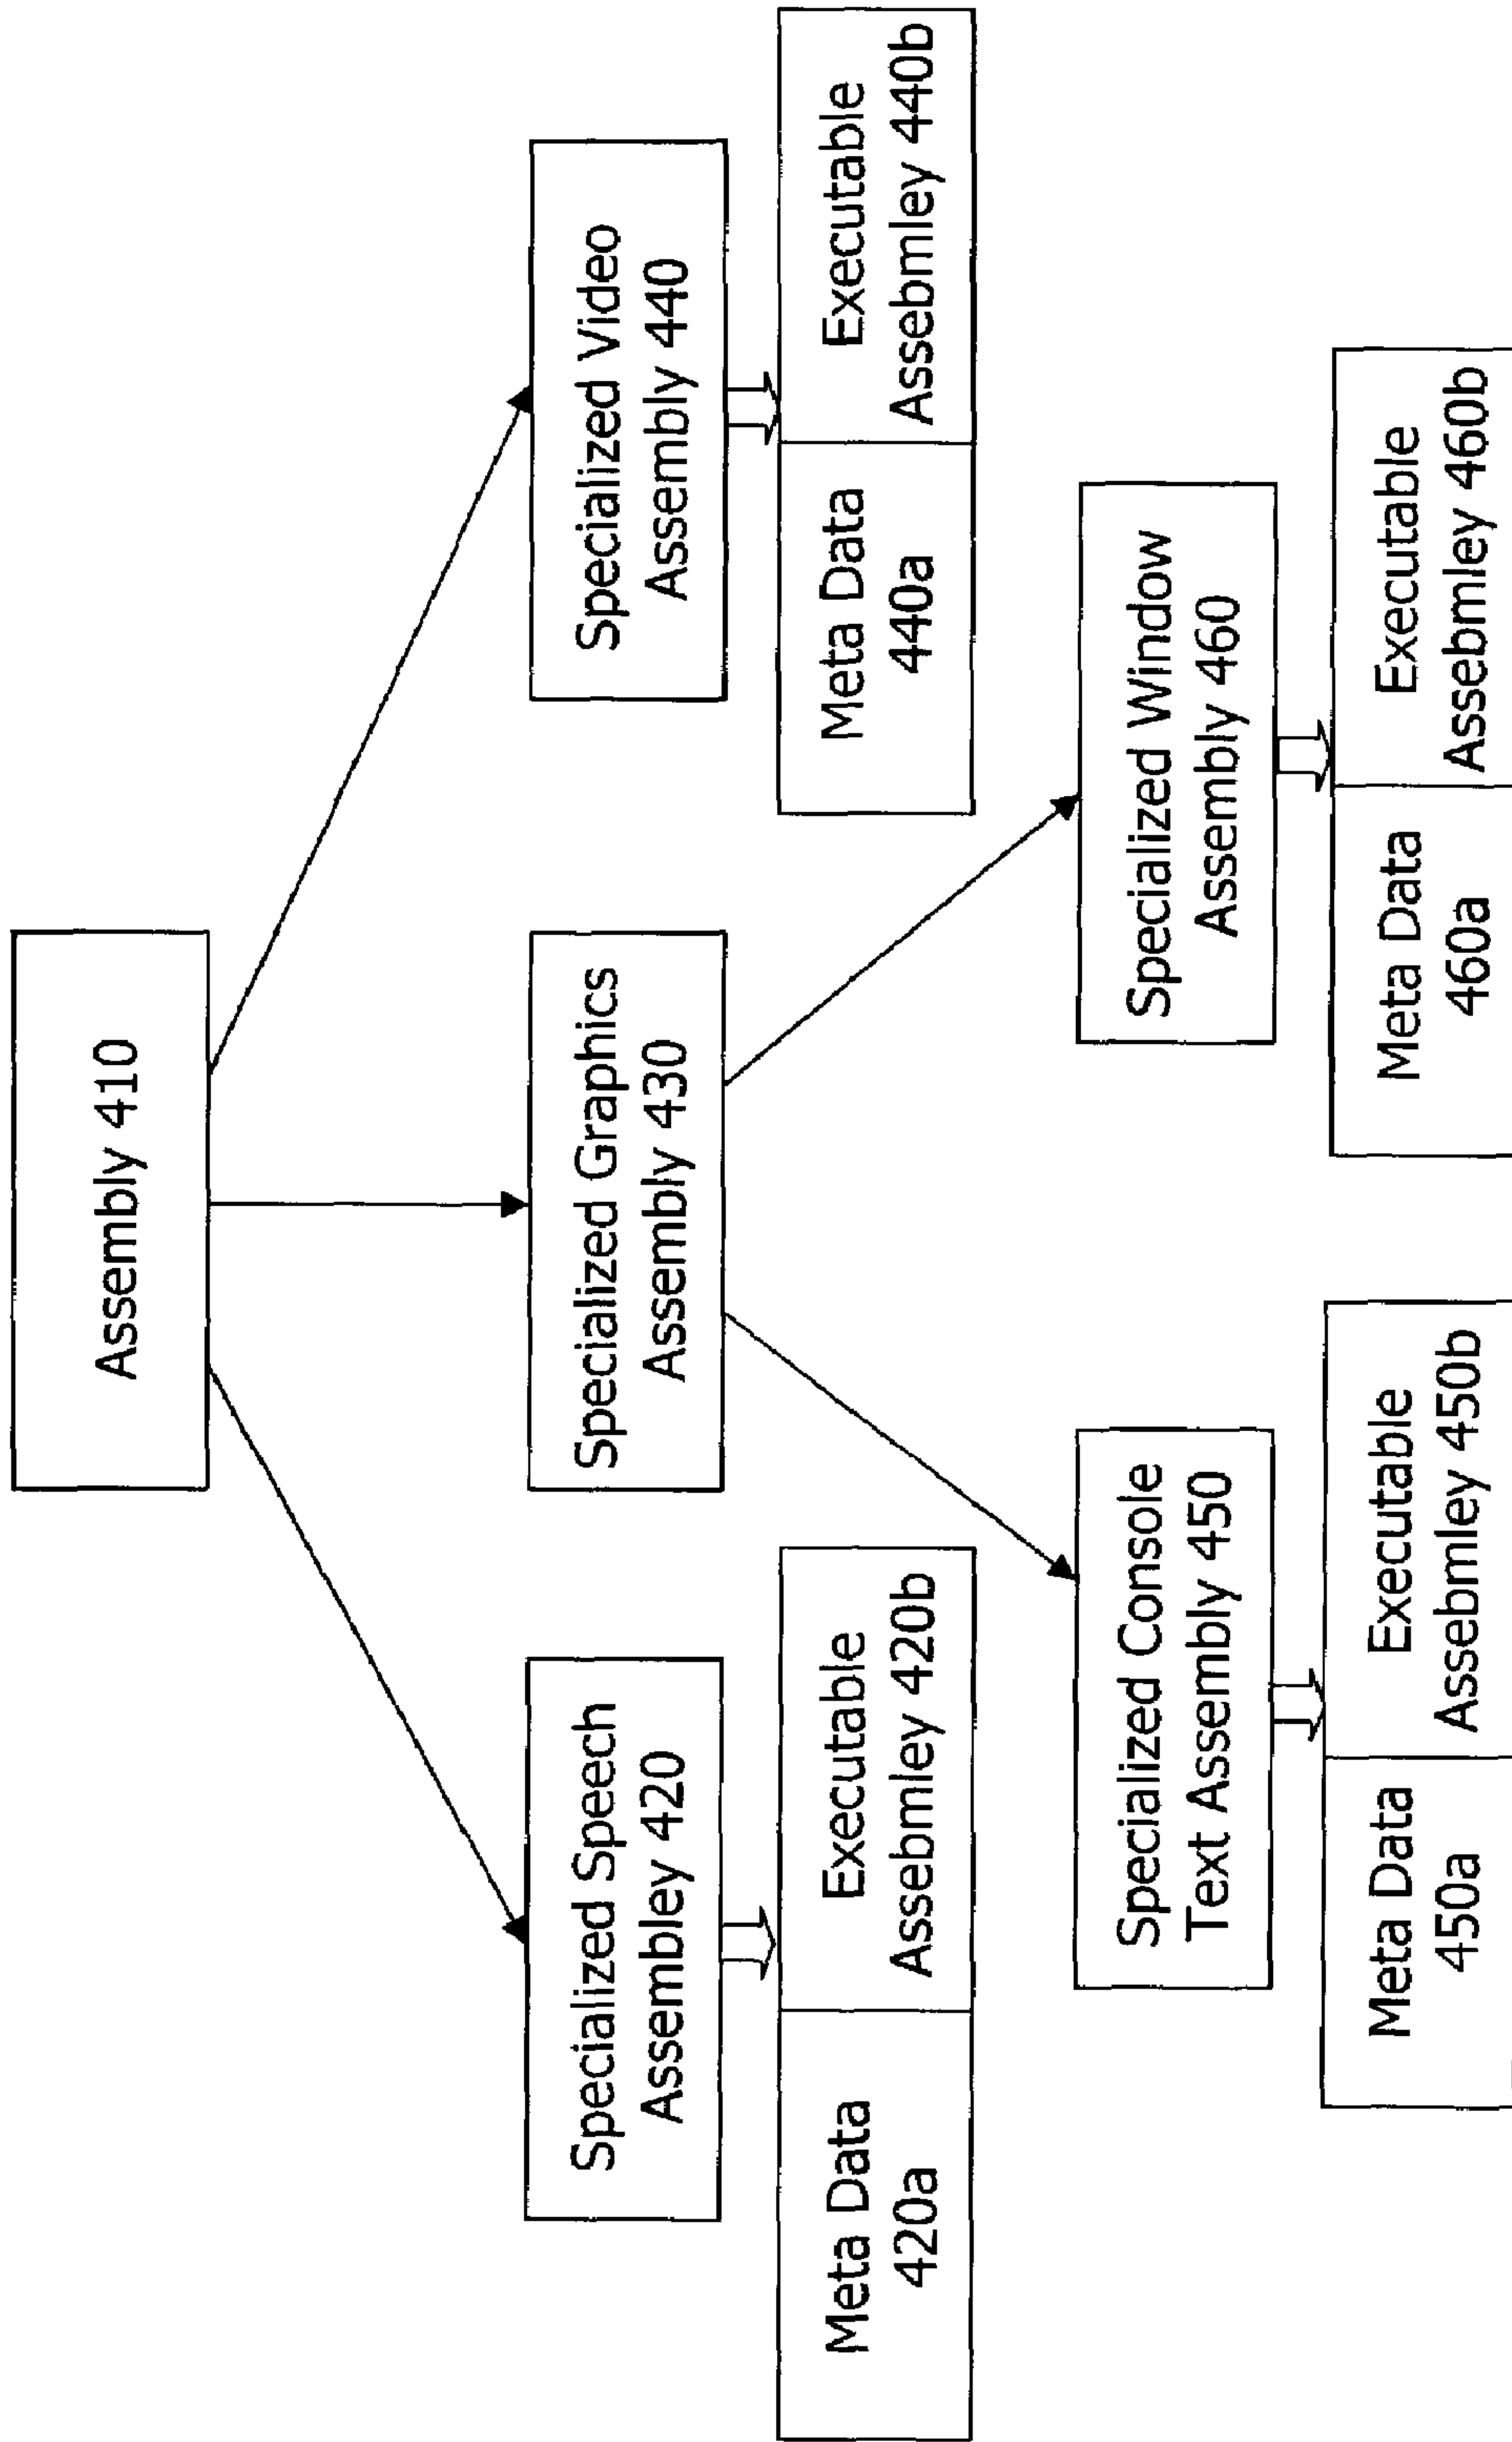 Assembly 410
Specialized Speech
Assembley 420
Specialized Graphics
Assembly 430
Specialized Video
Assembly 440
Meta Data
420a
Executable
Assebmley 420b
Meta Data
440a
Executable
Assebmley 440b
Specialized Console
Text Assembly 450
Specialized Window
Assembly 460
Meta Data
450a
Executable
Assebmley 450b
Meta Data
460a
Executable
Assebmley 460b